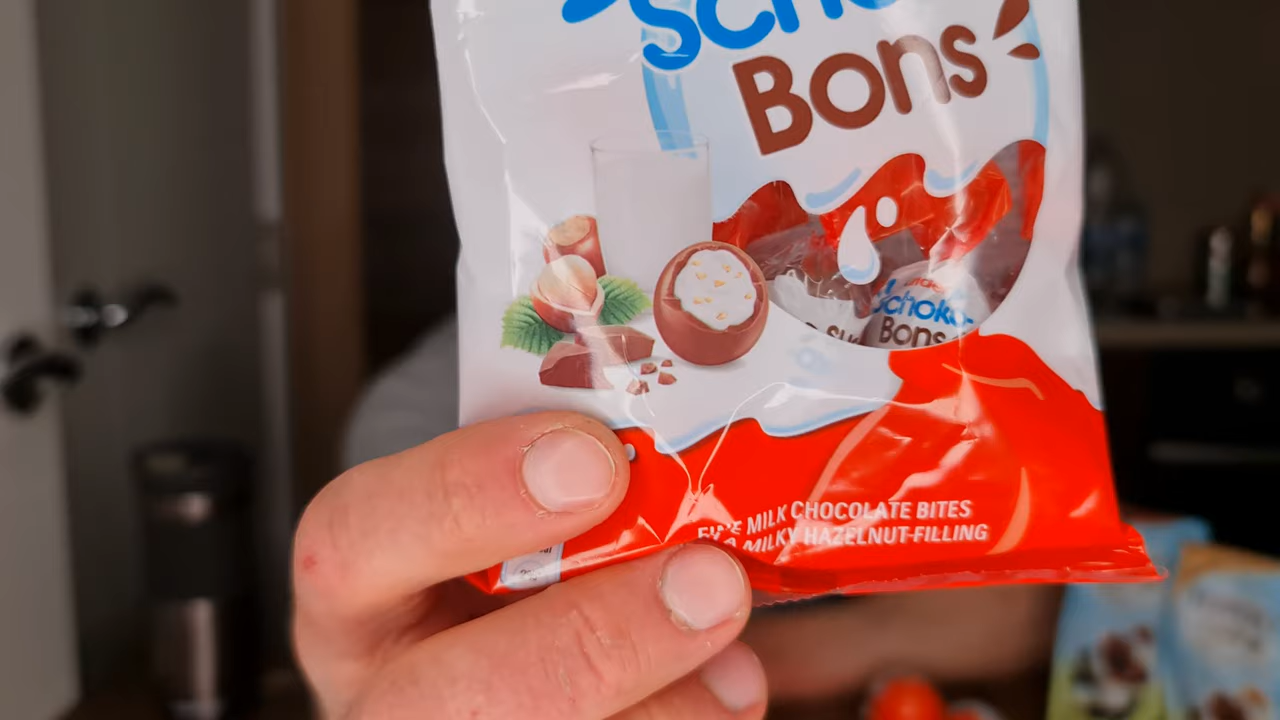 Bons
Schoko-
Bons
MILK CHOCOLATE BITES
MILKY HAZELNUT-FILLING